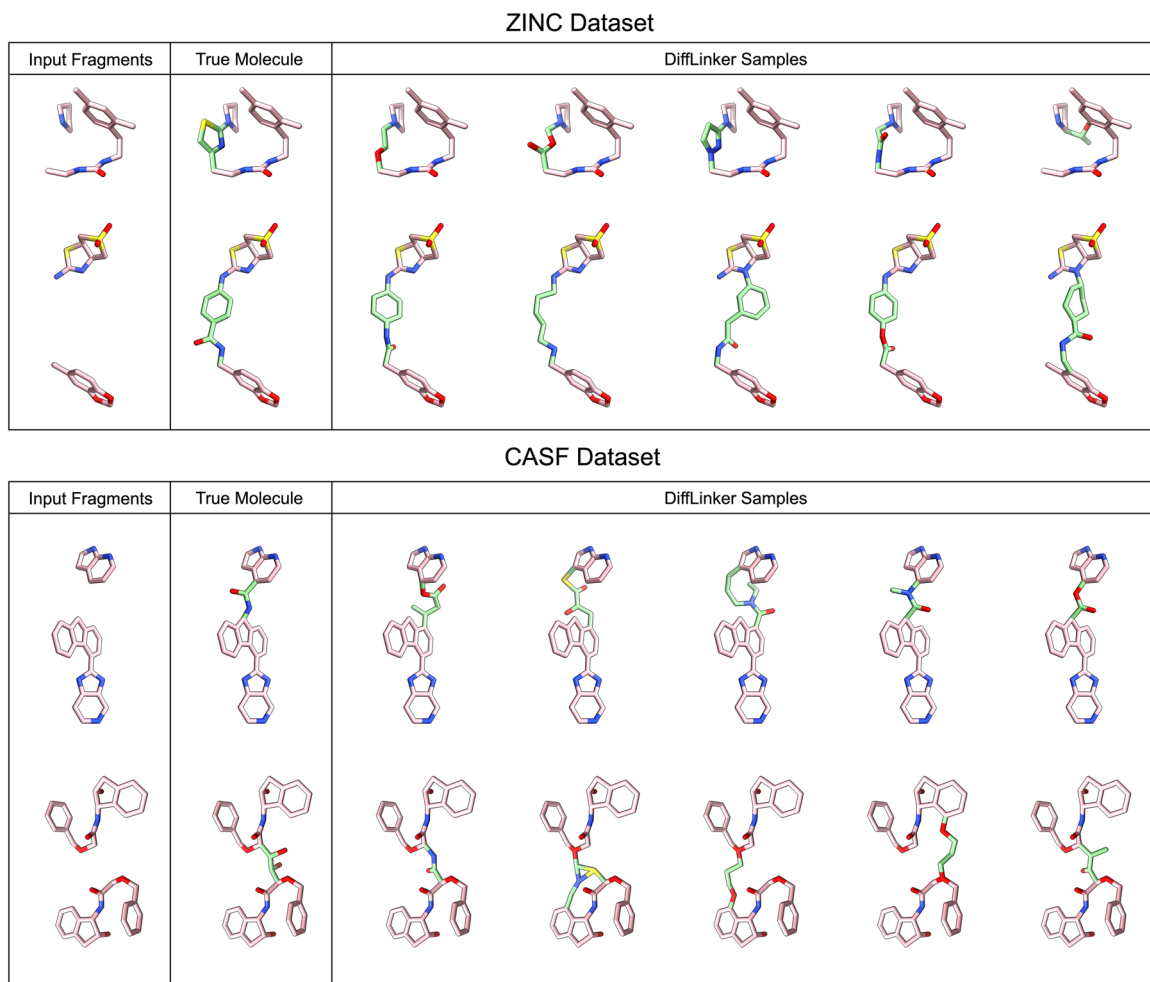 ZINC Dataset
Input Fragments True Molecule DiffLinker Samples
CASF Dataset
Input Fragments True Molecule DiffLinker Samples